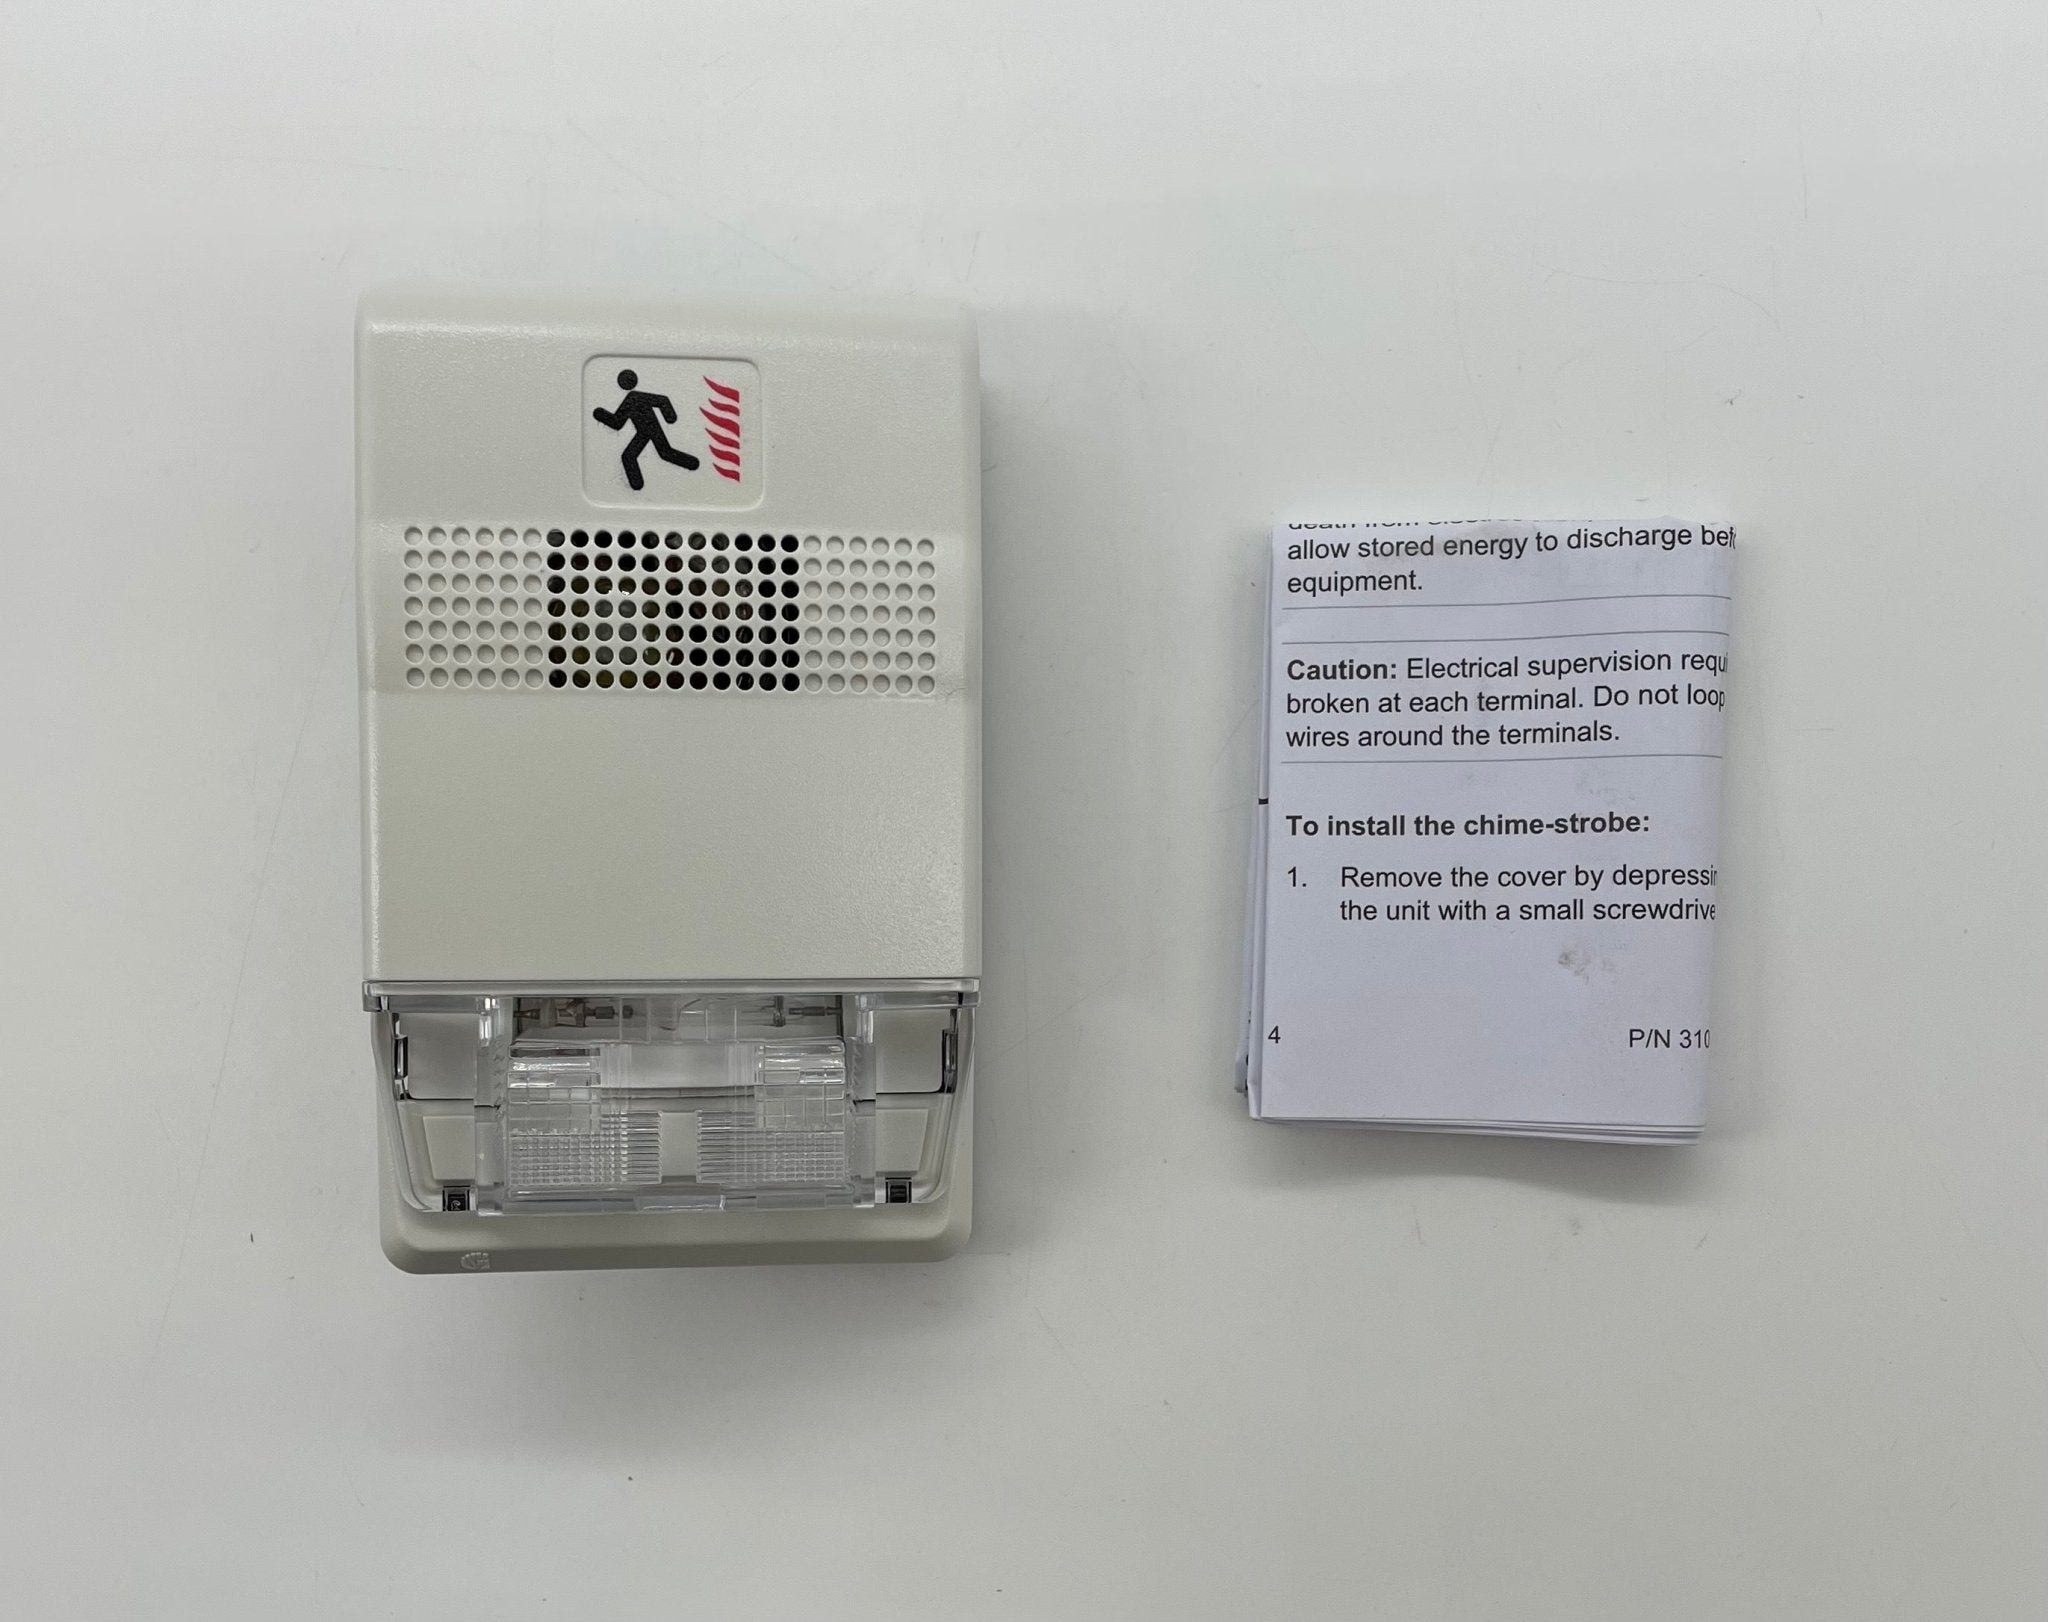 allow stored energy to discharge bef
equipment.
Caution: Electrical supervision requi
broken at each terminal. Do not loop
wires around the terminals.
To install the chime-strobe:
1. Remove the cover by depressin
the unit with a small screwdrive
4
P/N 310